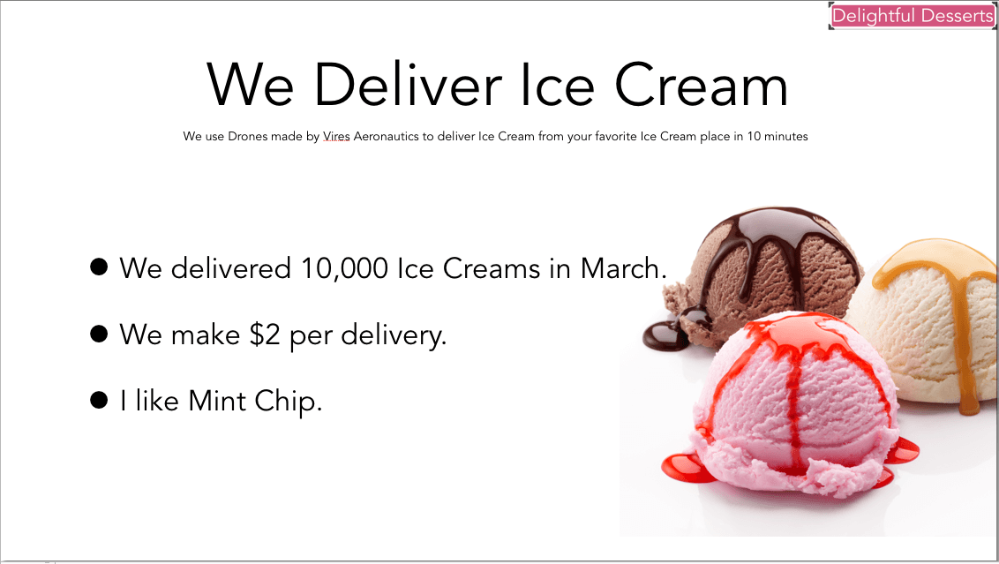 Delightful Desserts
We Deliver Ice Cream
We use Drones made by Vires Aeronautics to deliver Ice Cream from your favorite Ice Cream place in 10 minutes
● We delivered 10,000 Ice Creams in March.
● We make $2 per delivery.
● I like Mint Chip.